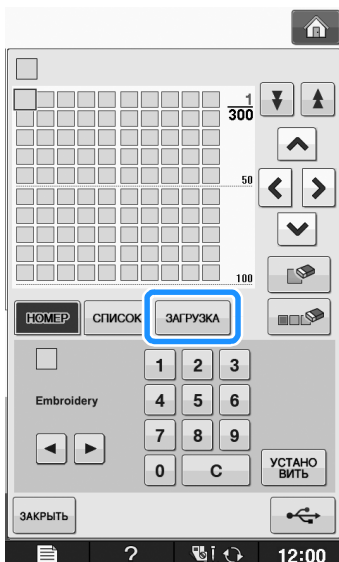 1
300
50
100
НОМЕР СПИСОК ЗАГРУЗКА
1 2 3
Embroidery 4 5 6
7 8 9
0 C
УСТАНО
ВИТЬ
ЗАКРЫТЬ
? 12:00